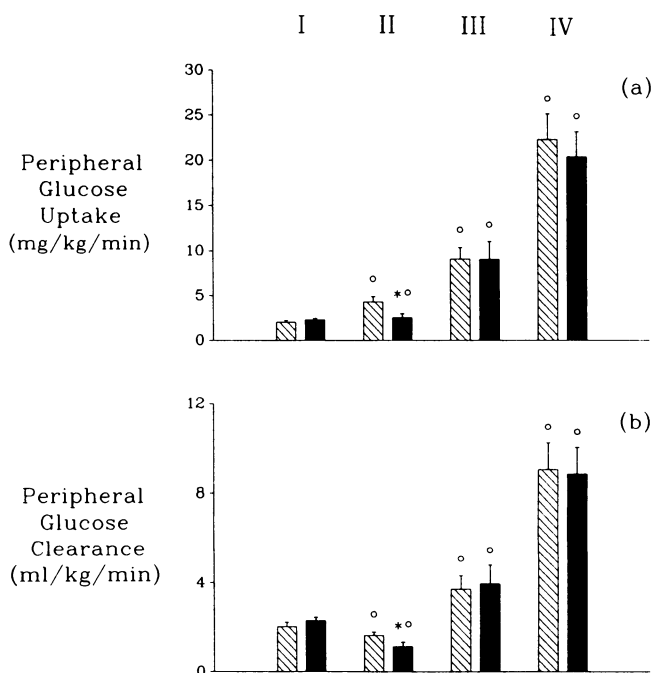 I II III IV
(a)
30
25
20
15
10
5
0
Peripheral
Glucose
Uptake
(mg/kg/min)
° ° *° ° ° ° °
(b)
12
8
4
0
Peripheral
Glucose
Clearance
(ml/kg/min)
° *° ° ° ° °